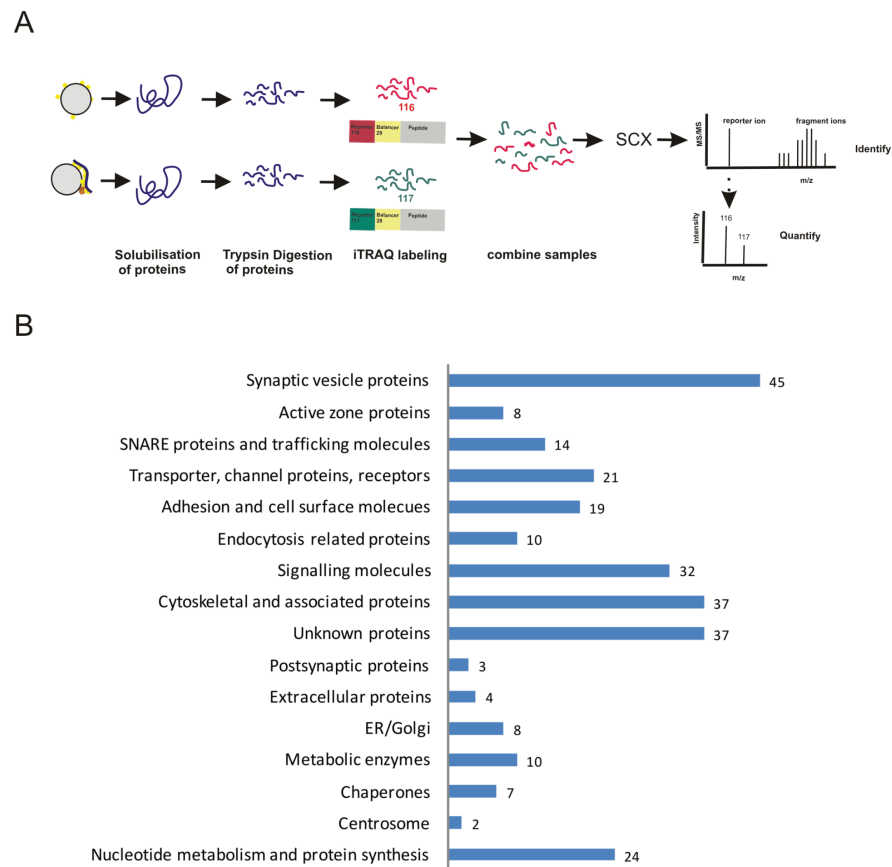 A
116
Reporter Balancer Peptide
116 29
SCX
MS/MS
reporter ion
fragment ions
m/z
Identify
117
Reporter Balancer Peptide
28
Intensity
116
117
m/z
Quantify
Solubilisation
of proteins
Trypsin Digestion
of proteins
iTRAQ labeling
combine samples
B
Synaptic vesicle proteins 45
Active zone proteins 8
SNARE proteins and trafficking molecules 14
Transporter, channel proteins, receptors 21
Adhesion and cell surface molecues 19
Endocytosis related proteins 10
Signalling molecules 32
Cytoskeletal and associated proteins 37
Unknown proteins 37
Postsynaptic proteins 3
Extracellular proteins 4
ER/Golgi 8
Metabolic enzymes 10
Chaperones 7
Centrosome 2
Nucleotide metabolism and protein synthesis 24